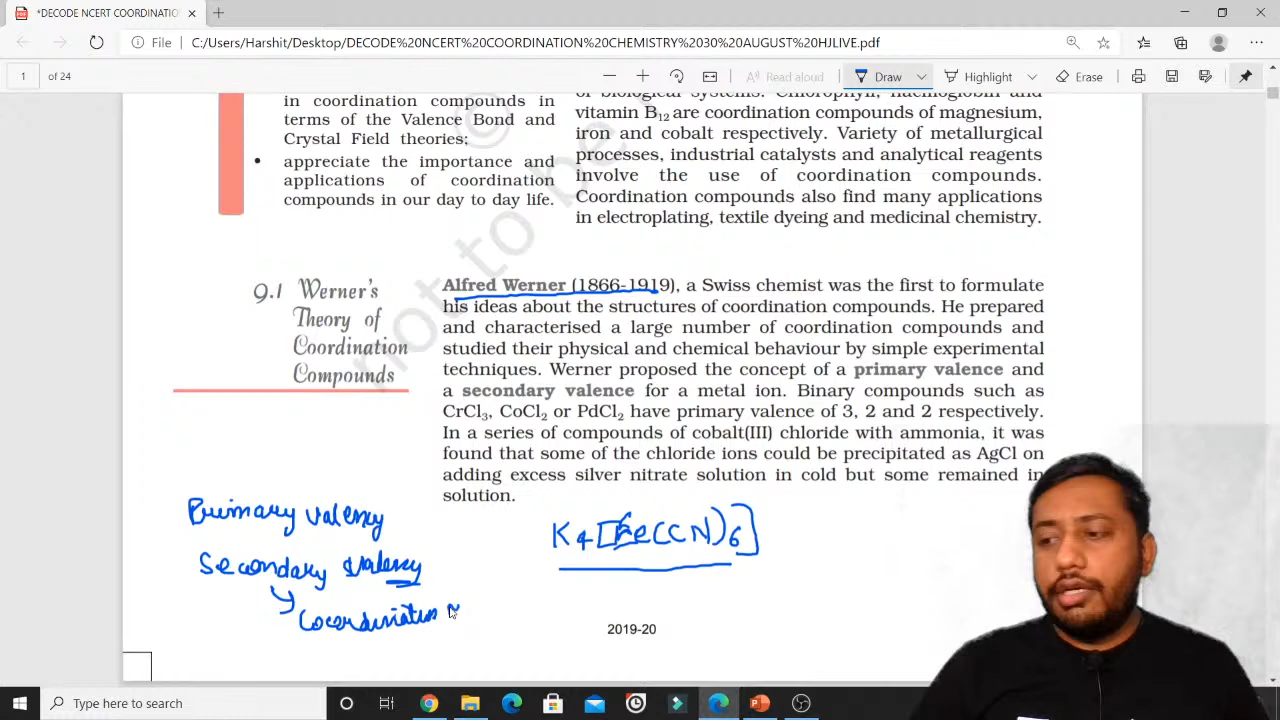 *DECODE NCERT COORDINATIO
File C:/Users/Harshit/Desktop/DECODE%20NCERT%20COORDINATION%20CHEMISTRY%2030%20AUGUST%20HJLIVE.pdf
1 of 24 Read aloud Draw Highlight Erase
in coordination compounds in
terms of the Valence Bond and
Crystal Field theories;
• appreciate the importance and
applications of coordination
compounds in our day to day life.
of biological systems. Chlorophyll, haemoglobin and
vitamin B12 are coordination compounds of magnesium,
iron and cobalt respectively. Variety of metallurgical
processes, industrial catalysts and analytical reagents
involve the use of coordination compounds.
Coordination compounds also find many applications
in electroplating, textile dyeing and medicinal chemistry.
©
not to be
9.1 Werner's
Theory of
Coordination
Compounds
Alfred Werner (1866-1919), a Swiss chemist was the first to formulate
his ideas about the structures of coordination compounds. He prepared
and characterised a large number of coordination compounds and
studied their physical and chemical behaviour by simple experimental
techniques. Werner proposed the concept of a primary valence and
a secondary valence for a metal ion. Binary compounds such as
CrCl3, CoCl2 or PdCl2 have primary valence of 3, 2 and 2 respectively.
In a series of compounds of cobalt(III) chloride with ammonia, it was
found that some of the chloride ions could be precipitated as AgCl on
adding excess silver nitrate solution in cold but some remained in
solution.
Primary valency
Secondary valency
K4[Fe(CN)6]
2019-20
Type here to search